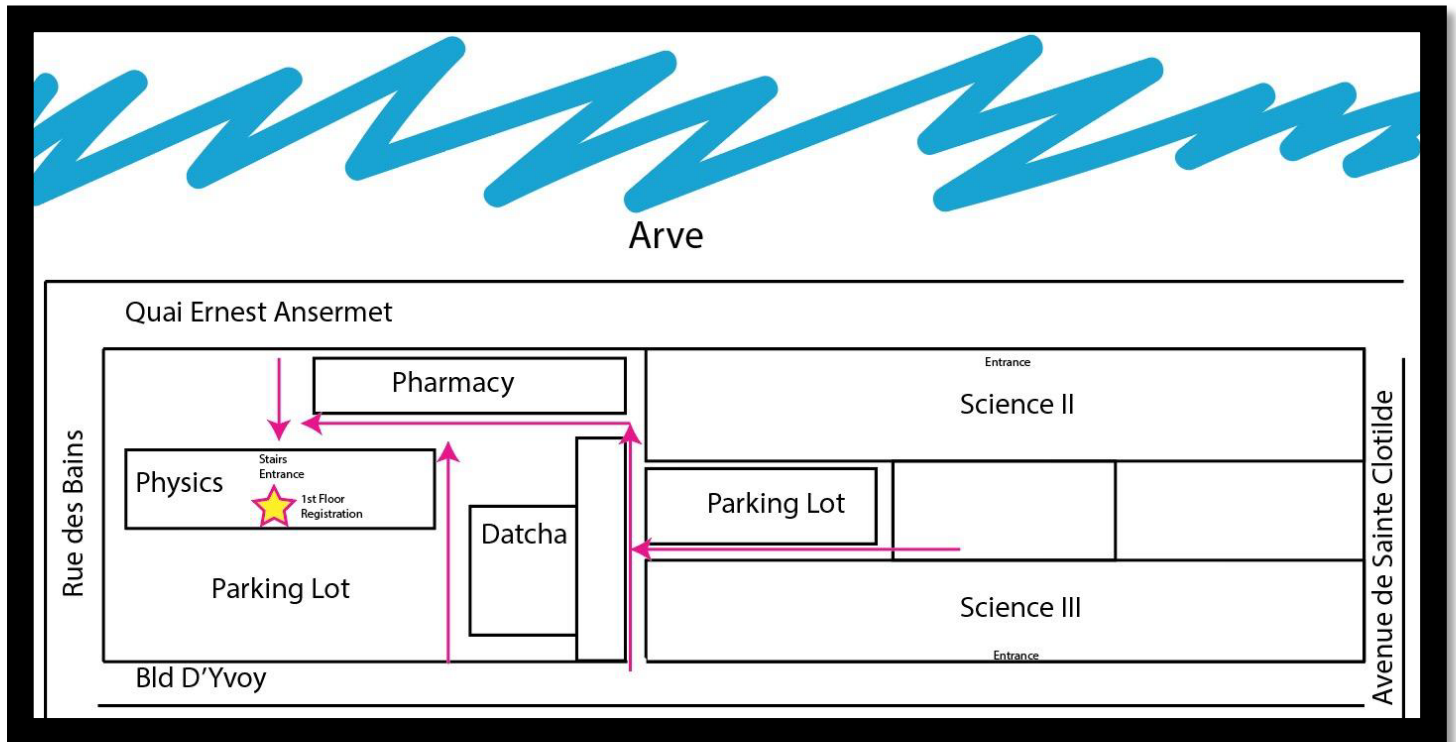 Arve
Quai Ernest Ansermet
Pharmacy
Entrance
Science II
Rue des Bains
Physics
Stairs
Entrance
1st Floor
Registration
Datcha
Parking Lot
Parking Lot
Science III
Entrance
Bld D'Yvoy
Avenue de Sainte Clotilde